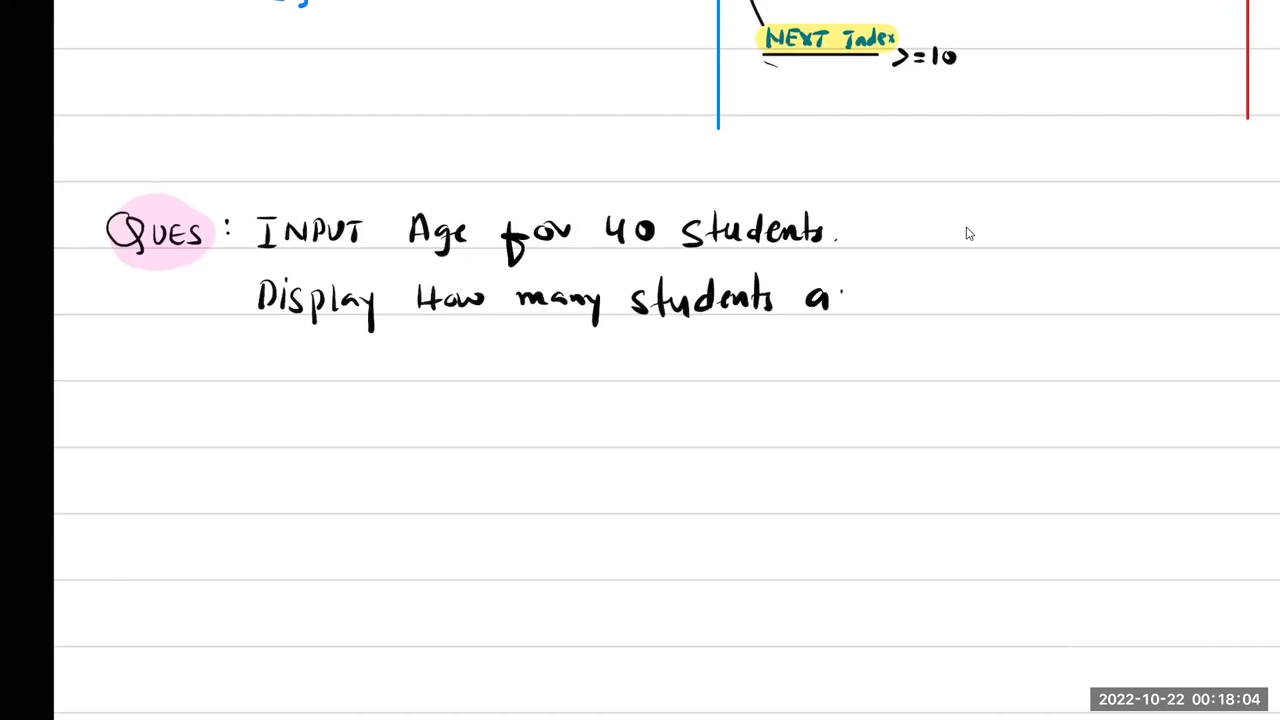 NEXT Index
>=10
QUES : INPUT Age for 40 students.
Display How many students a
2022-10-22 00:18:04